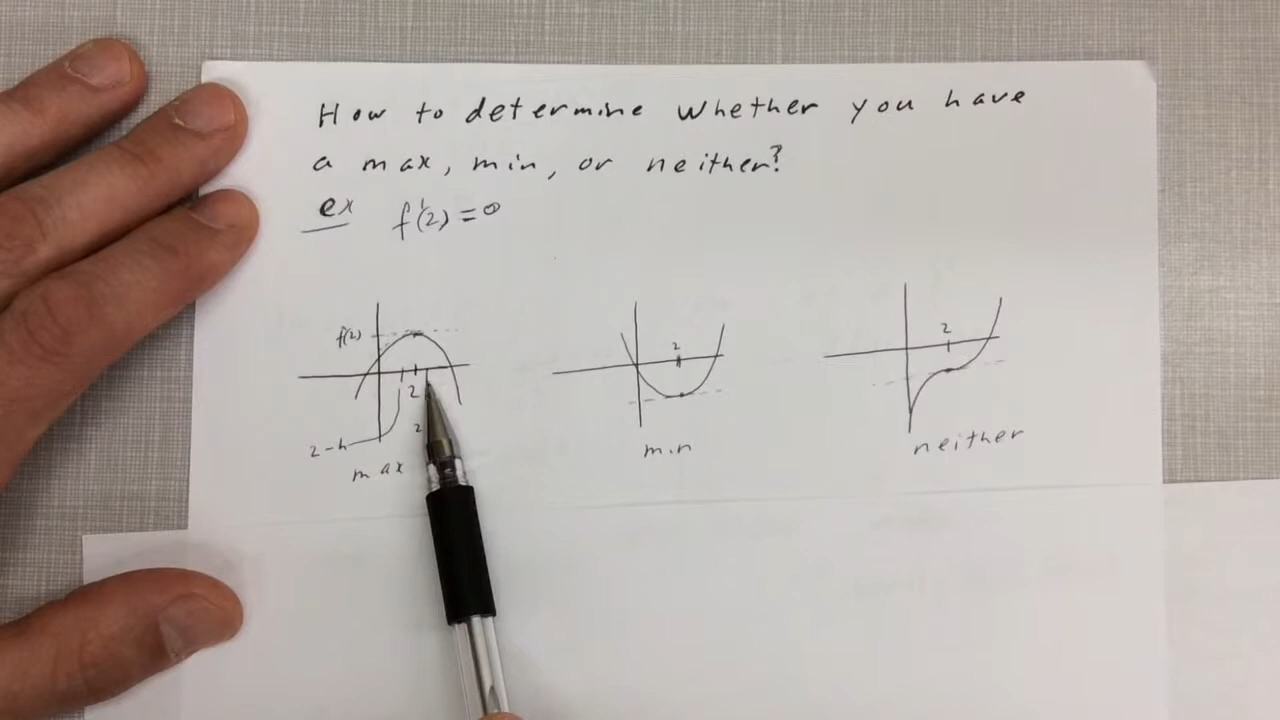 How to determine whether you have
a max, min, or neither?
ex f'(2) = 0
f(2)
2
2
2
2
2-h
max
min
neither